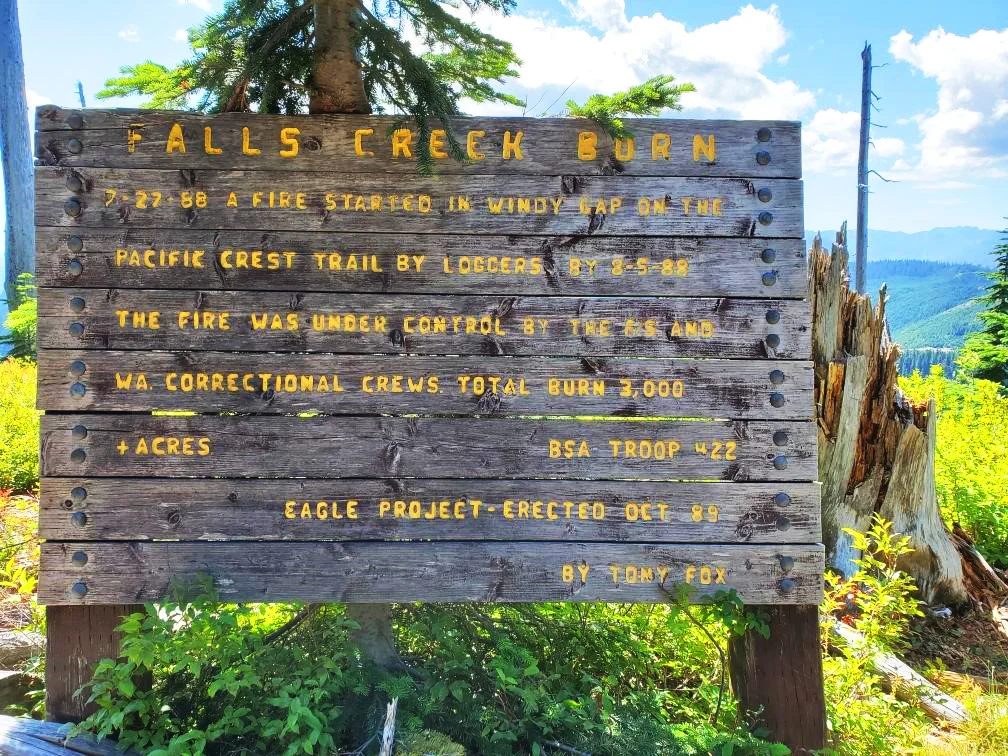 FALLS CREEK BURN
7-27-88 A FIRE STARTED IN WINDY GAP ON THE
PACIFIC CREST TRAIL BY LOGGERS. BY 8-5-88
THE FIRE WAS UNDER CONTROL BY THE F.S AND
WA. CORRECTIONAL CREWS. TOTAL BURN 3,000
+ACRES BSA TROOP 422
EAGLE PROJECT-ERECTED OCT 89
BY TONY FOX